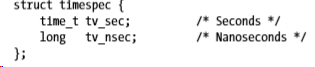 struct timespec {
    time_t tv_sec;        /* Seconds */
    long   tv_nsec;       /* Nanoseconds */
};